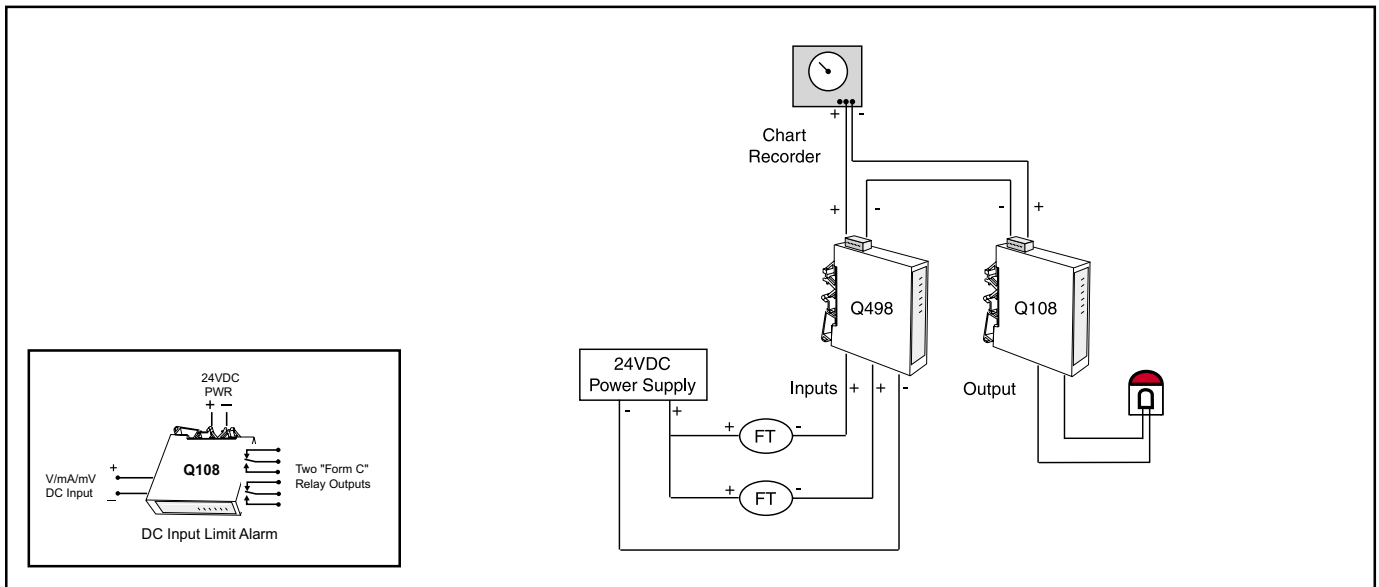 + -
Chart
Recorder
+ - - +
Q498 Q108
24VDC
Power Supply
Inputs + + - Output
- +
+ FT -
+ FT -
24VDC
PWR
+ –
Q108
V/mA/mV
DC Input
+
–
Two "Form C"
Relay Outputs
DC Input Limit Alarm